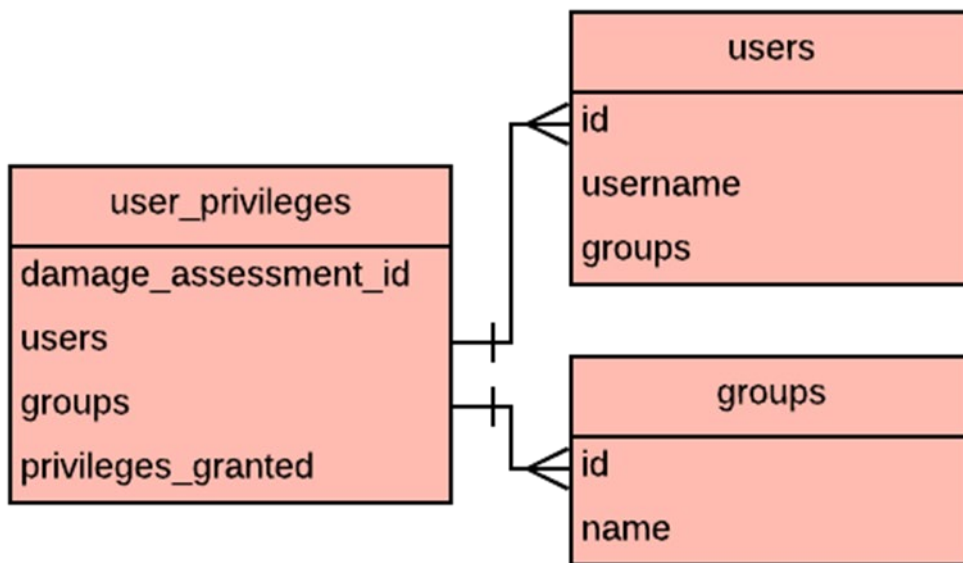 user_privileges
damage_assessment_id
users
groups
privileges_granted
users
id
username
groups
groups
id
name